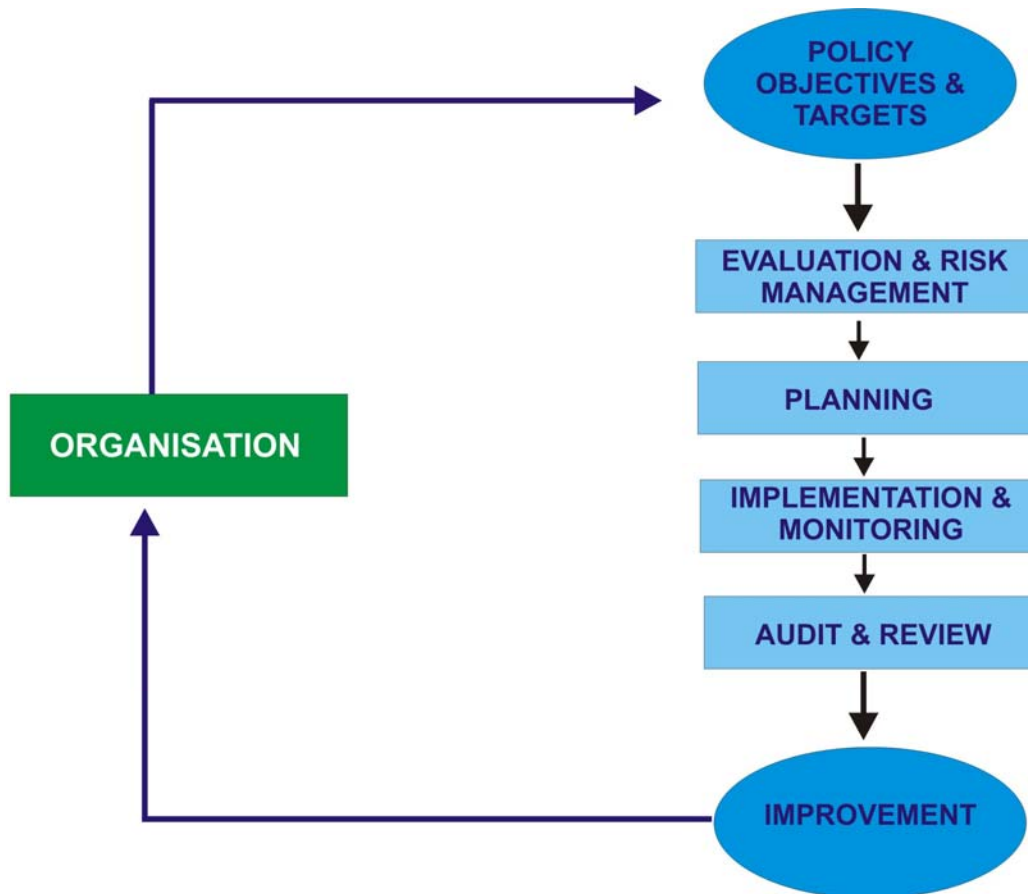 POLICY
OBJECTIVES &
TARGETS
EVALUATION & RISK
MANAGEMENT
PLANNING
ORGANISATION
IMPLEMENTATION &
MONITORING
AUDIT & REVIEW
IMPROVEMENT